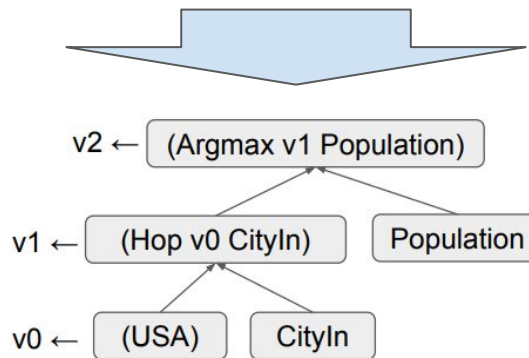 v2 ← (Argmax v1 Population)
v1 ← (Hop v0 CityIn) Population
v0 ← (USA) CityIn